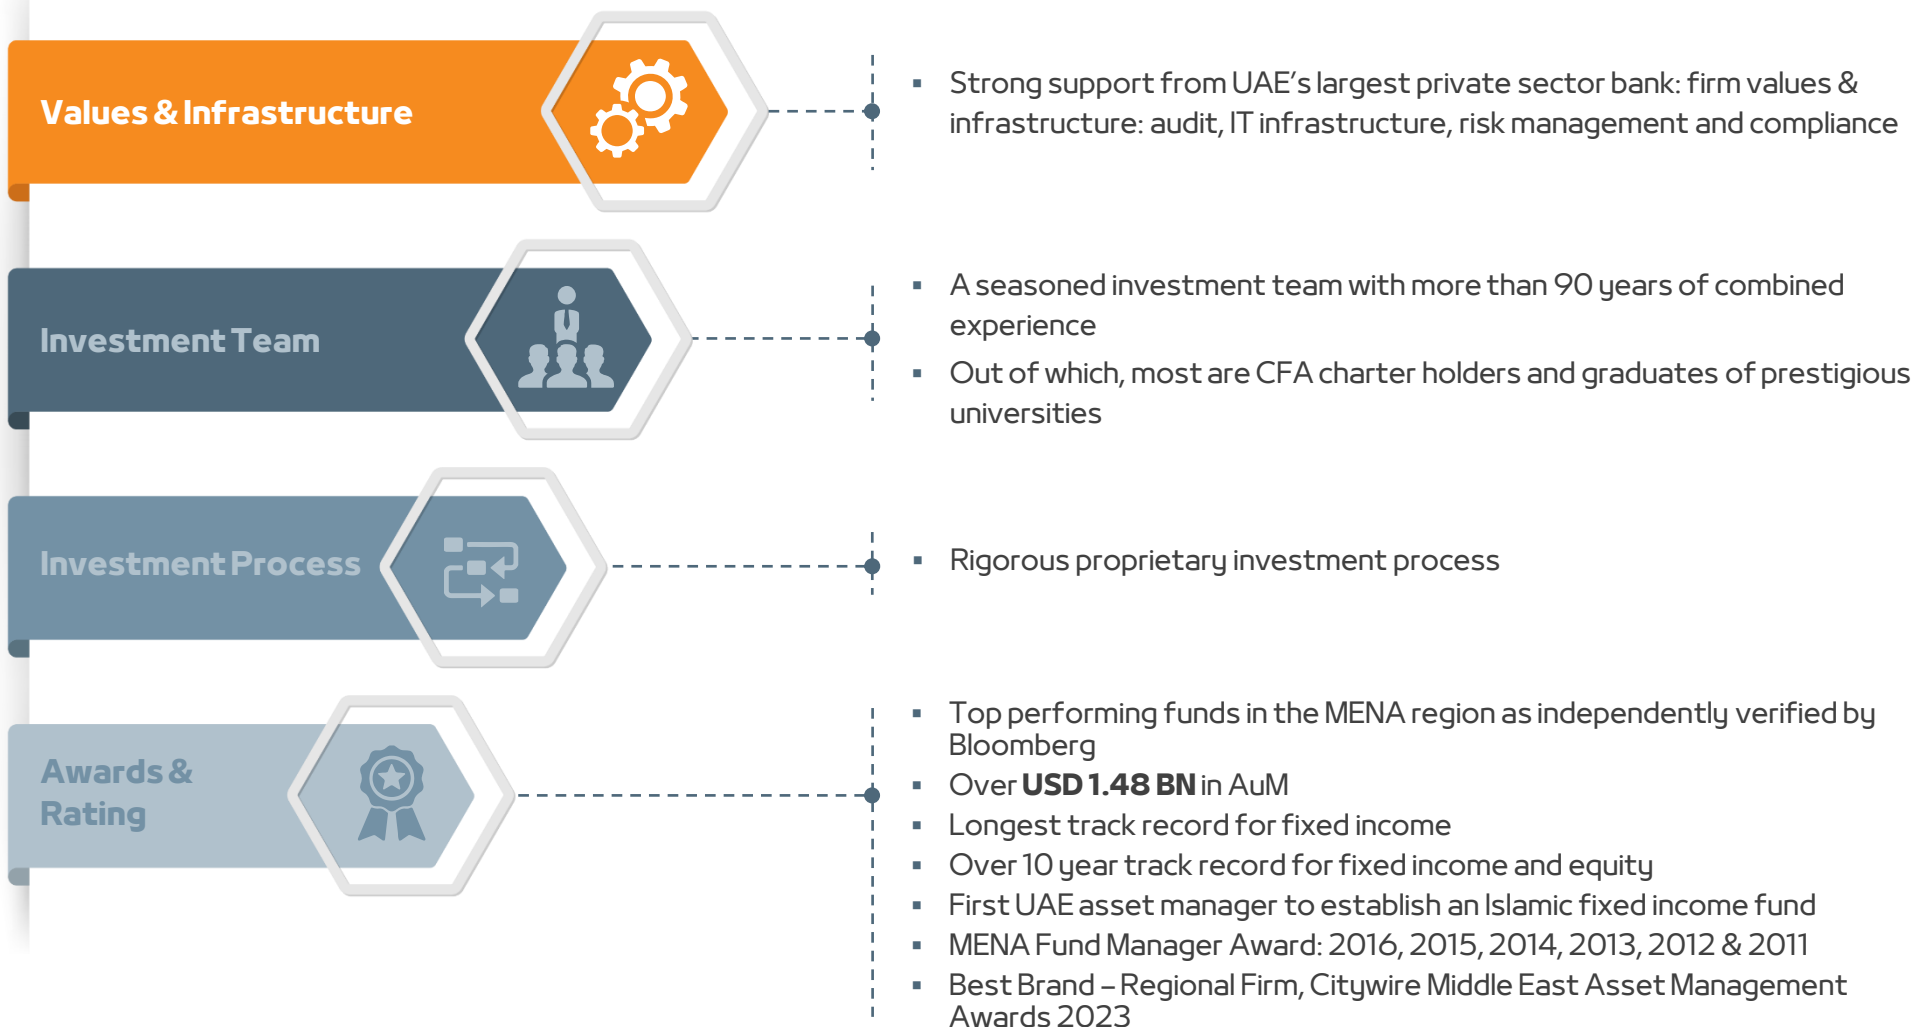 Values & Infrastructure
Strong support from UAE's largest private sector bank: firm values &
infrastructure: audit, IT infrastructure, risk management and compliance
Investment Team
A seasoned investment team with more than 90 years of combined
experience
Out of which, most are CFA charter holders and graduates of prestigious
universities
Investment Process
Rigorous proprietary investment process
Awards &
Rating
Top performing funds in the MENA region as independently verified by
Bloomberg
Over USD 1.48 BN in AuM
Longest track record for fixed income
Over 10 year track record for fixed income and equity
First UAE asset manager to establish an Islamic fixed income fund
MENA Fund Manager Award: 2016, 2015, 2014, 2013, 2012 & 2011
Best Brand – Regional Firm, Citywire Middle East Asset Management
Awards 2023